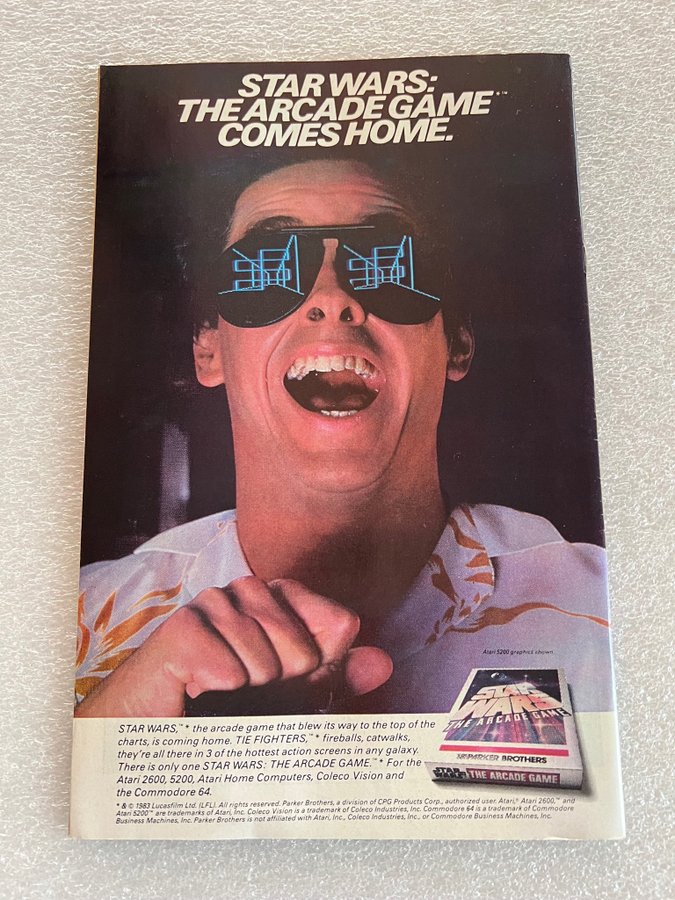 STAR WARS:
THE ARCADE GAME*™
COMES HOME.
Atari 5200 graphics shown.
STAR WARS
THE ARCADE GAME
PARKER BROTHERS
STAR WARS THE ARCADE GAME
STAR WARS,™* the arcade game that blew its way to the top of the
charts, is coming home. TIE FIGHTERS,™* fireballs, catwalks,
they're all there in 3 of the hottest action screens in any galaxy.
There is only one STAR WARS: THE ARCADE GAME.™* For the
Atari 2600, 5200, Atari Home Computers, Coleco Vision and
the Commodore 64.
* & © 1983 Lucasfilm Ltd. (LFL). All rights reserved. Parker Brothers, a division of CPG Products Corp., authorized user. Atari,® Atari 2600,™ and
Atari 5200™ are trademarks of Atari, Inc. Coleco Vision is a trademark of Coleco Industries, Inc. Commodore 64 is a trademark of Commodore
Business Machines, Inc. Parker Brothers is not affiliated with Atari, Inc., Coleco Industries, Inc., or Commodore Business Machines, Inc.